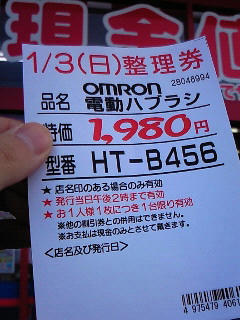 現金値
1/3(日)整理券
28046994
品名 OMRON
電動ハブラシ
特価 1,980円
型番 HT-B456
★店名印のある場合のみ有効
★発行当日午後2時まで有効
★お1人様1枚につき1台限り有効
※他の割引券との併用はできません。
※お支払は現金のみとさせて戴きます。
<店名及び発行日>
4 975479 4061